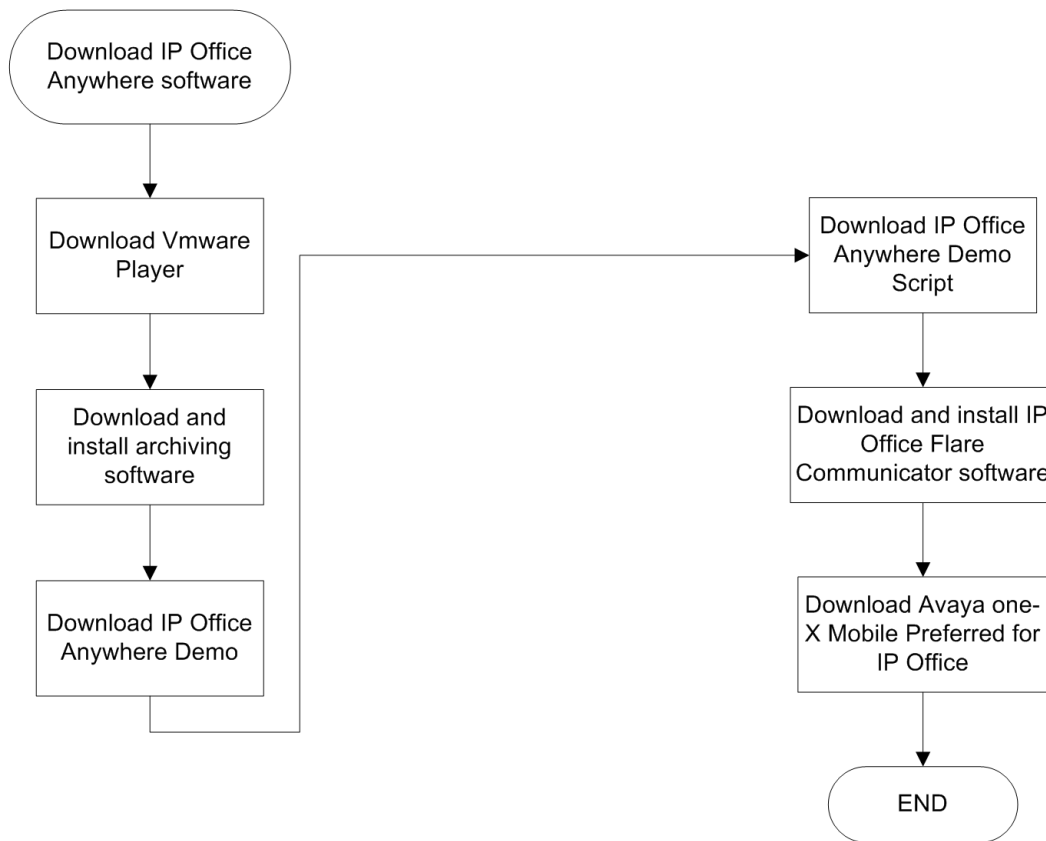 Download IP Office
Anywhere software
Download Vmware
Player
Download and
install archiving
software
Download IP Office
Anywhere Demo
Download IP Office
Anywhere Demo
Script
Download and install IP
Office Flare
Communicator software
Download Avaya one-
X Mobile Preferred for
IP Office
END